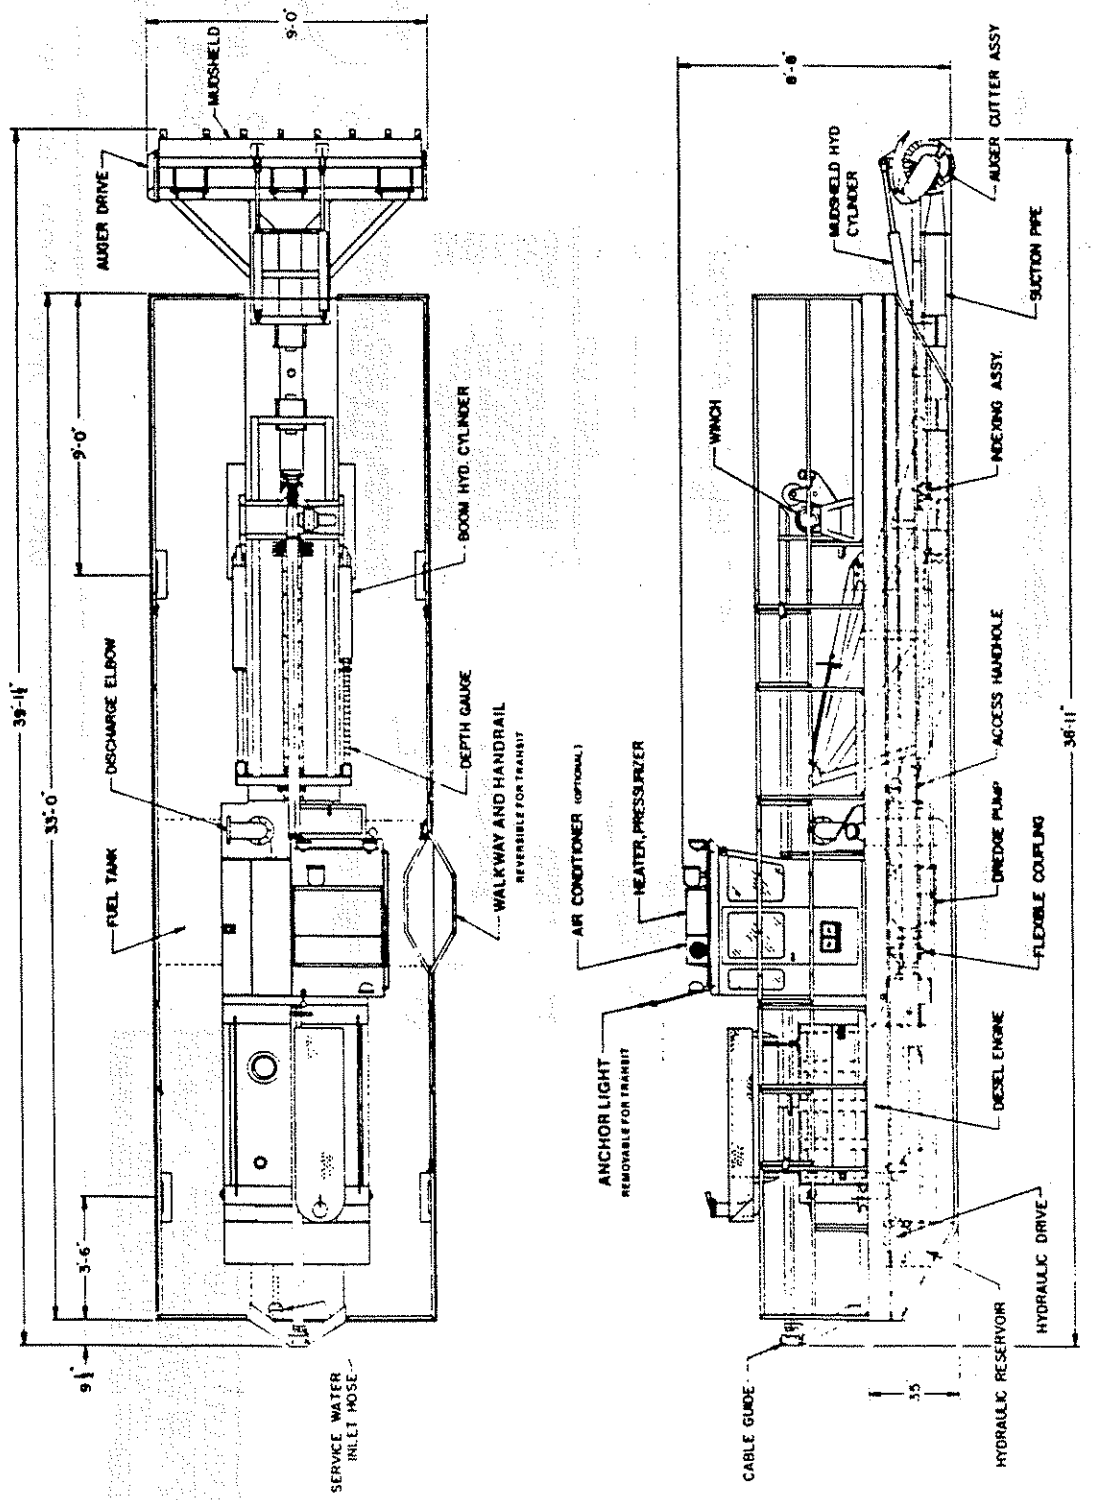 39'-1½"
33'-0"
9½"
3'-6"
9'-0"
9'-0"
SERVICE WATER
INLET HOSE
FUEL TANK
DISCHARGE ELBOW
AUGER DRIVE
MUDSHIELD
WALKWAY AND HANDRAIL
REVERSIBLE FOR TRANSIT
DEPTH GAUGE
BOOM HYD. CYLINDER
ANCHOR LIGHT
REMOVABLE FOR TRANSIT
AIR CONDITIONER (OPTIONAL)
HEATER, PRESSURIZER
WINCH
MUDSHIELD HYD
CYLINDER
8'-8"
CABLE GUIDE
35
HYDRAULIC RESERVOIR
HYDRAULIC DRIVE
DIESEL ENGINE
FLEXIBLE COUPLING
DREDGE PUMP
ACCESS HANDHOLE
INDEXING ASSY.
SUCTION PIPE
AUGER CUTTER ASSY
38'-11"